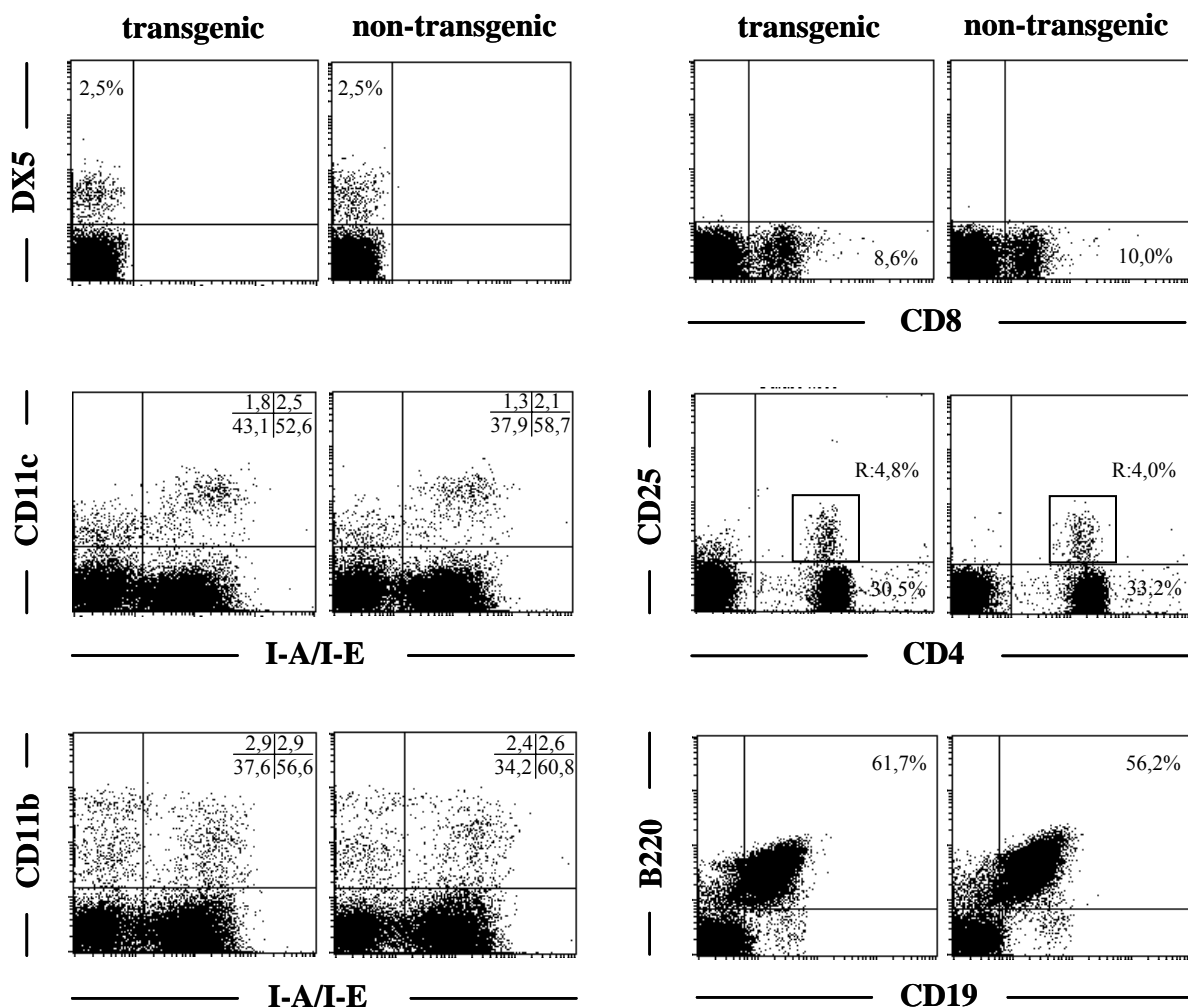 transgenic non-transgenic transgenic non-transgenic
DX5
2,5%
2,5%
8,6%
10,0%
CD8
CD11c
1,8 2,5
43,1 52,6
1,3 2,1
37,9 58,7
I-A/I-E
CD25
R:4,8%
30,5%
R:4,0%
33,2%
CD4
CD11b
2,9 2,9
37,6 56,6
2,4 2,6
34,2 60,8
I-A/I-E
B220
61,7%
56,2%
CD19